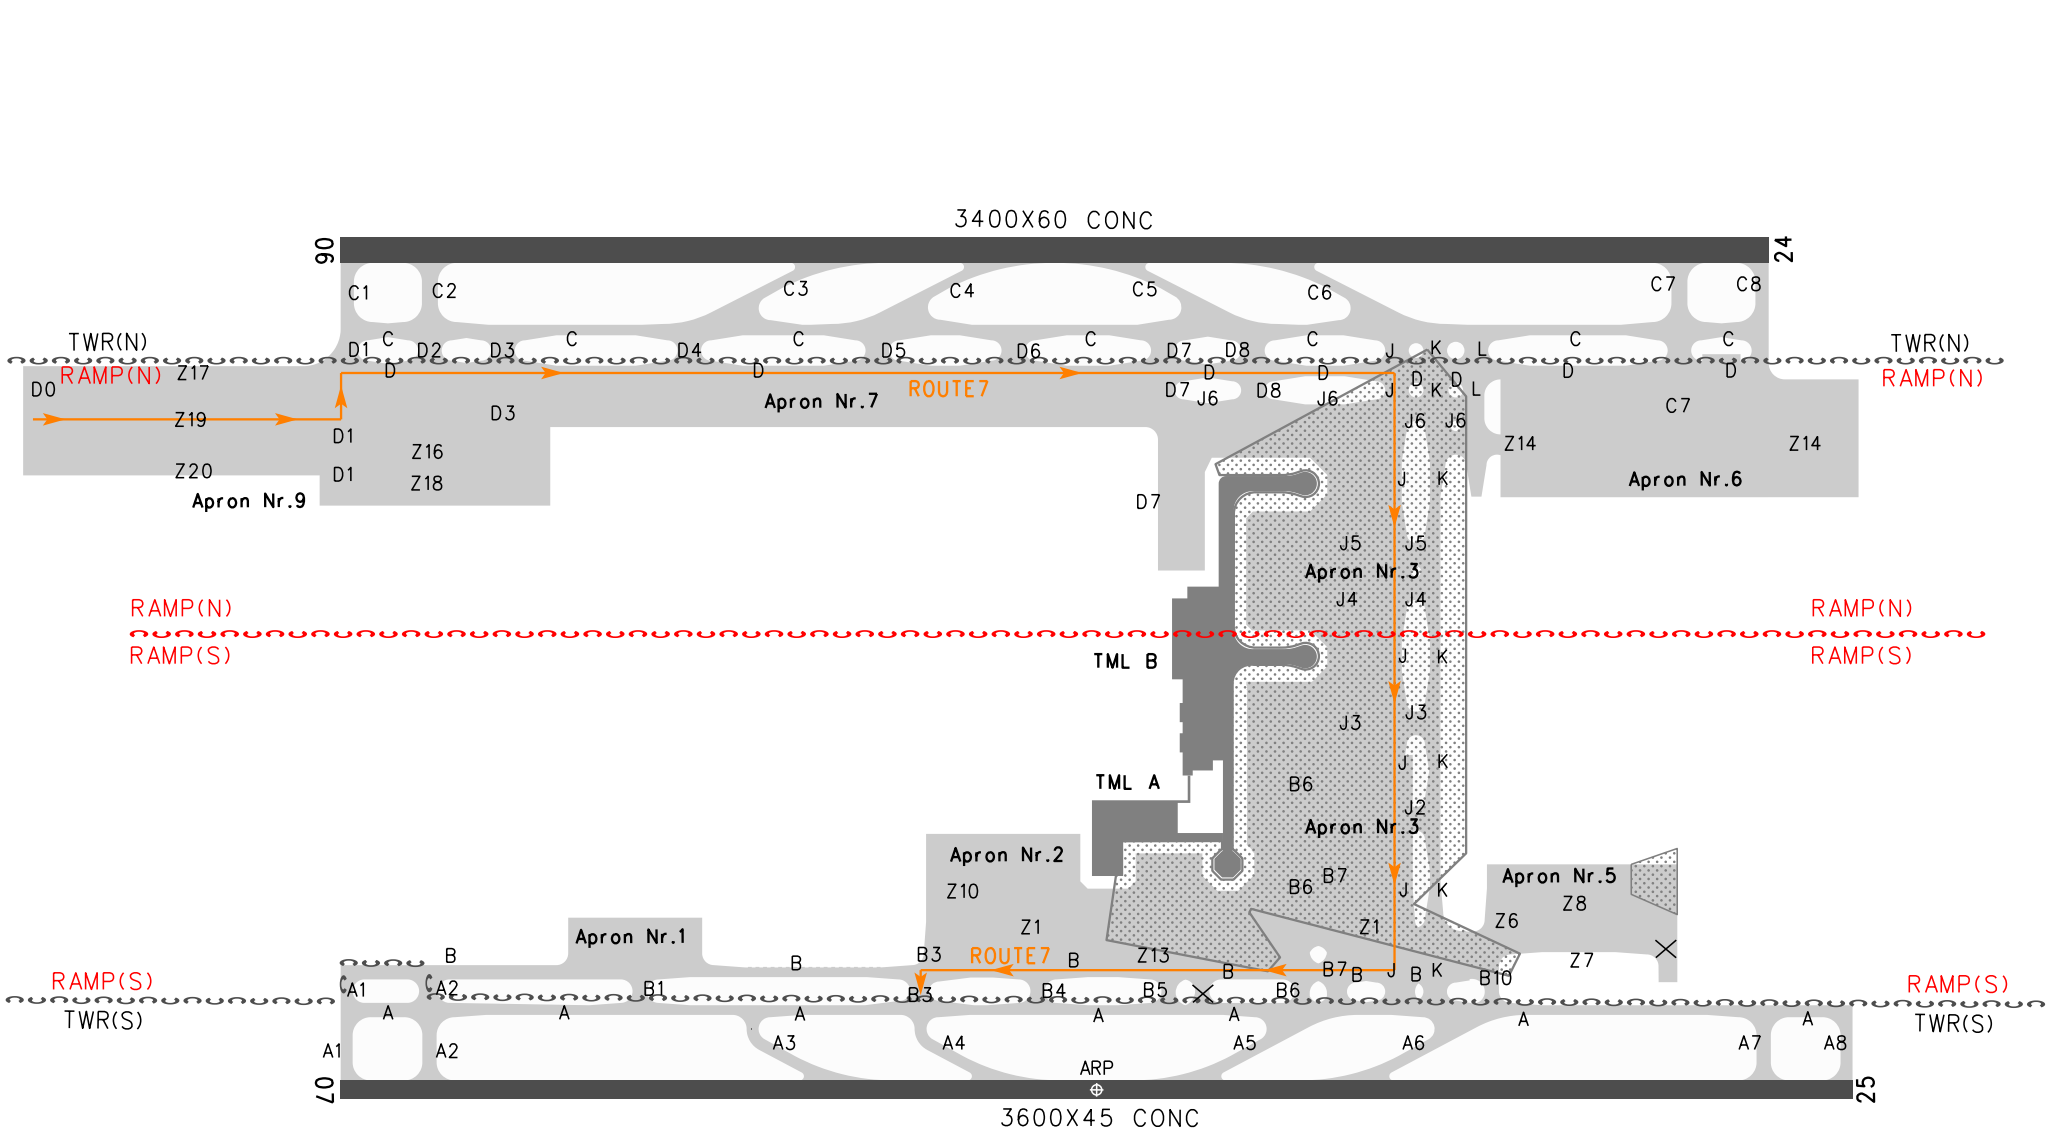 3400X60 CONC
06
24
C1
C2
C3
C4
C5
C6
C7
C8
TWR(N)
D1
C
D2
D3
C
D4
C
D5
D6
C
D7
D8
C
J
K
L
C
C
TWR(N)
RAMP(N)
Z17
D
D
D
D
D
D
D
D
RAMP(N)
D0
ROUTE7
D7
J6
D8
J6
J
K
L
Z19
D3
Apron Nr.7
J6
J6
C7
D1
Z16
Z14
Z14
Z20
D1
Z18
J
K
Apron Nr.6
Apron Nr.9
D7
J5
J5
Apron Nr.3
J4
J4
RAMP(N)
RAMP(N)
RAMP(S)
TML B
J
K
RAMP(S)
J3
J3
TML A
B6
J
K
J2
Apron Nr.3
Apron Nr.2
B7
Apron Nr.5
Z10
B6
J
K
Z8
Apron Nr.1
Z1
Z1
Z6
B
B
B3
ROUTE7
B
Z13
Z7
RAMP(S)
B
B7
B
J
B
K
B10
RAMP(S)
A1
A2
B1
B3
B4
B5
B6
TWR(S)
A
A
A
A
A
A
A
TWR(S)
A1
A2
A3
A4
A5
A6
A7
A8
ARP
07
25
3600X45 CONC